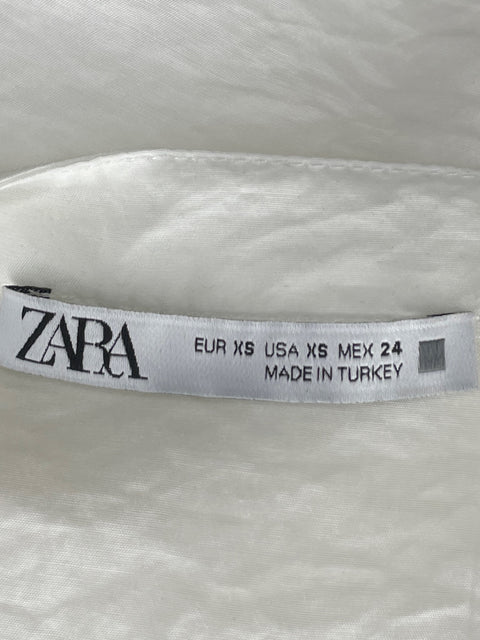 ZARA
EUR XS USA XS MEX 24
MADE IN TURKEY